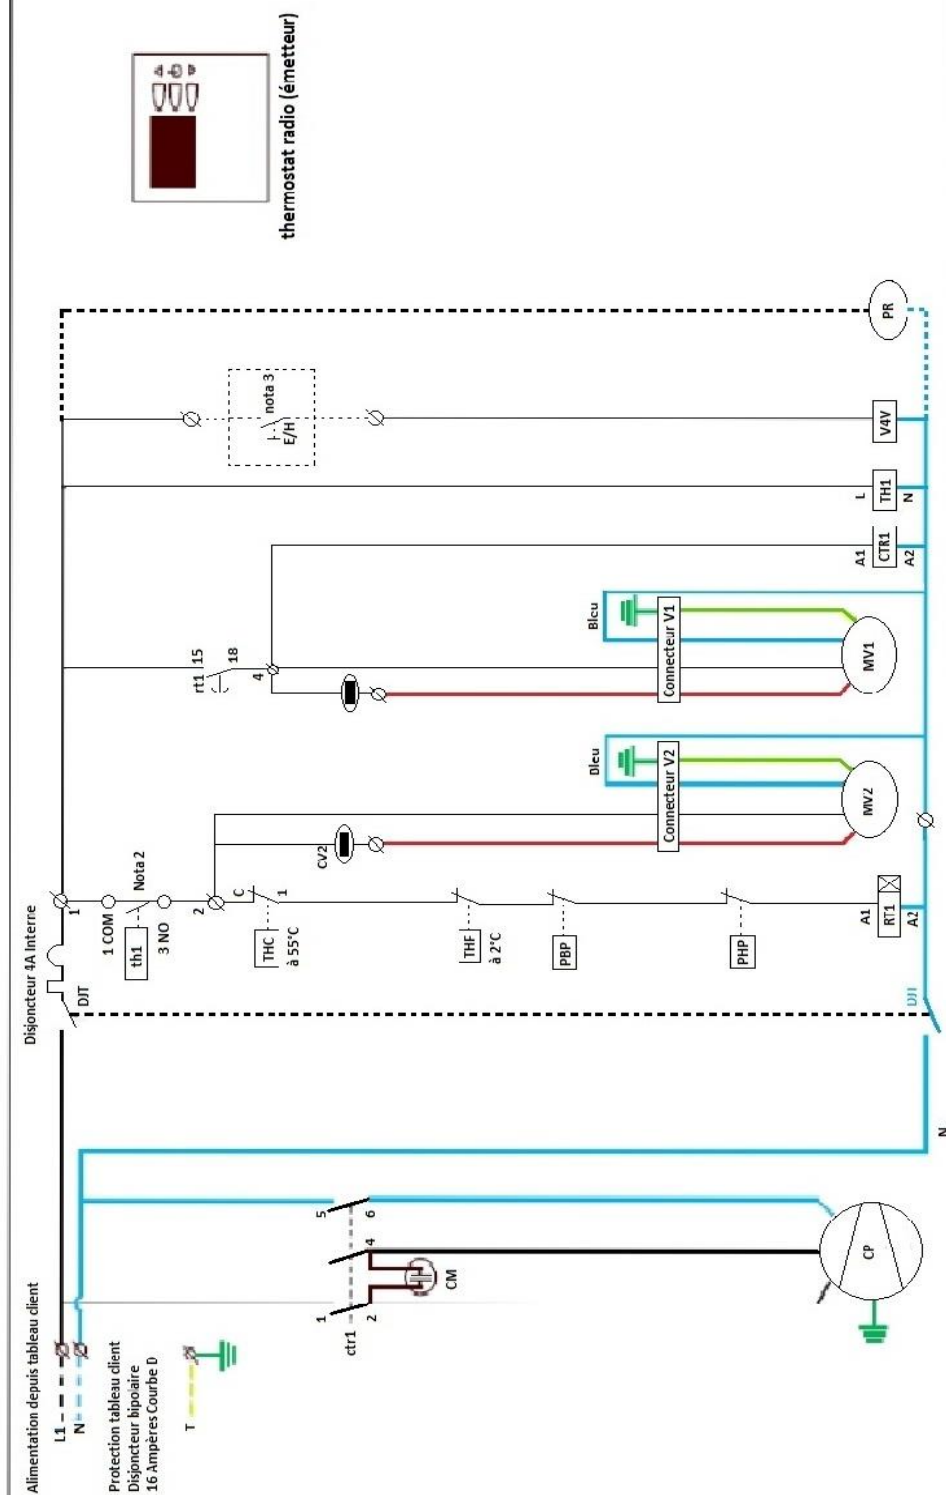 Alimentation depuis tableau client
L1
N
Protection tableau client
Disjoncteur bipolaire
16 Ampères Courbe D
T
ctr1
1
2
4
5
6
CM
CP
N
Disjoncteur 4A Interne
DJT
DJT
1
1 COM
th1
Nota 2
3 NO
2
C
1
THC
à 55°C
THF
à 2°C
PBP
PHP
A1
RT1
A2
CV2
Bleu
Connecteur V2
MV2
rt1
15
18
4
Bleu
Connecteur V1
MV1
A1
CTR1
A2
L
TH1
N
nota 3
E/H
V4V
PR
thermostat radio (émetteur)